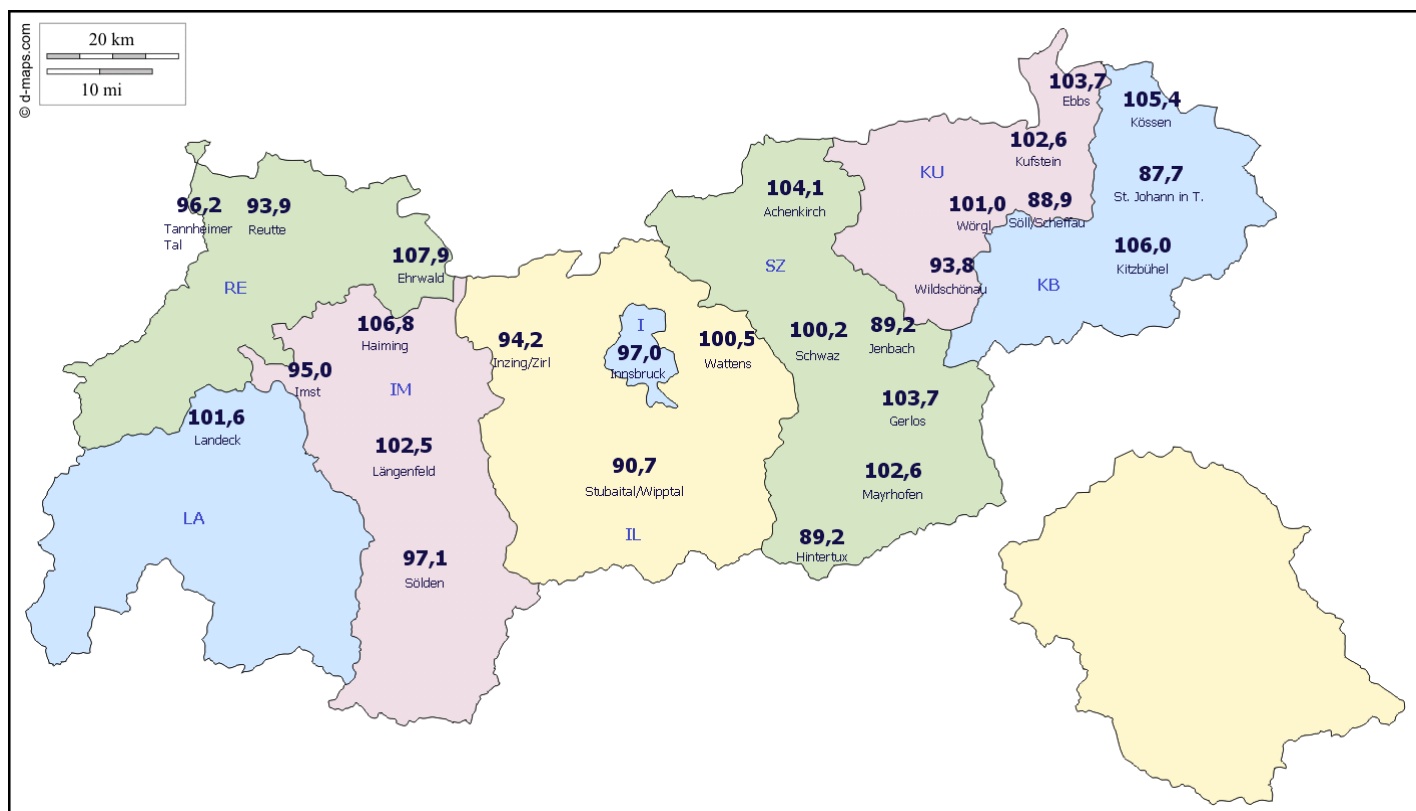 © d-maps.com
20 km
10 mi
103,7
Ebbs
105,4
Kössen
102,6
Kufstein
KU
87,7
St. Johann in T.
104,1
Achenkirch
101,0
Wörgl
88,9
Söll/Scheffau
96,2
Tannheimer
Tal
93,9
Reutte
107,9
Ehrwald
106,0
Kitzbühel
93,8
Wildschönau
SZ
RE
KB
106,8
Haiming
94,2
Inzing/Zirl
I
97,0
Innsbruck
100,5
Wattens
100,2
Schwaz
89,2
Jenbach
95,0
Imst
IM
103,7
Gerlos
101,6
Landeck
102,5
Längenfeld
90,7
Stubaital/Wipptal
102,6
Mayrhofen
LA
IL
89,2
Hintertux
97,1
Sölden